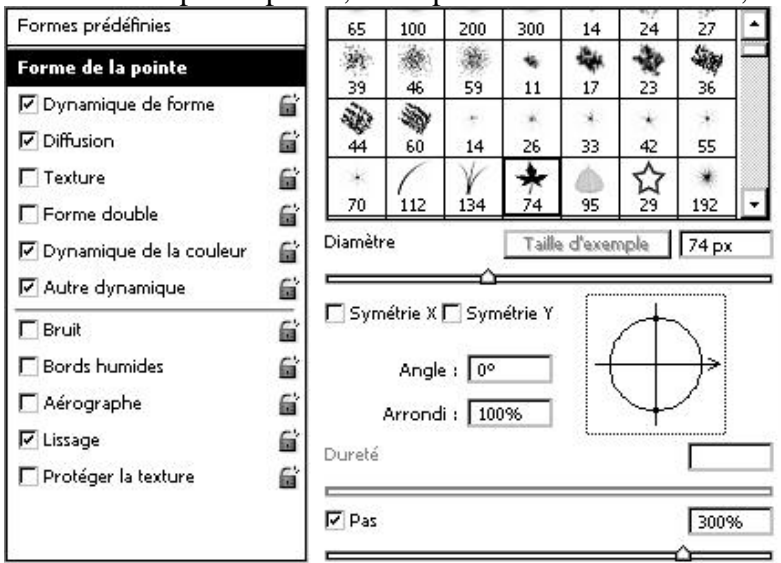 Formes prédéfinies
Forme de la pointe
Dynamique de forme
Diffusion
Texture
Forme double
Dynamique de la couleur
Autre dynamique
Bruit
Bords humides
Aérographe
Lissage
Protéger la texture
65 100 200 300 14 24 27
39 46 59 11 17 23 36
44 60 14 26 33 42 55
70 112 134 74 95 29 192
Diamètre Taille d'exemple 74 px
Symétrie X Symétrie Y
Angle : 0°
Arrondi : 100%
Dureté
Pas 300%